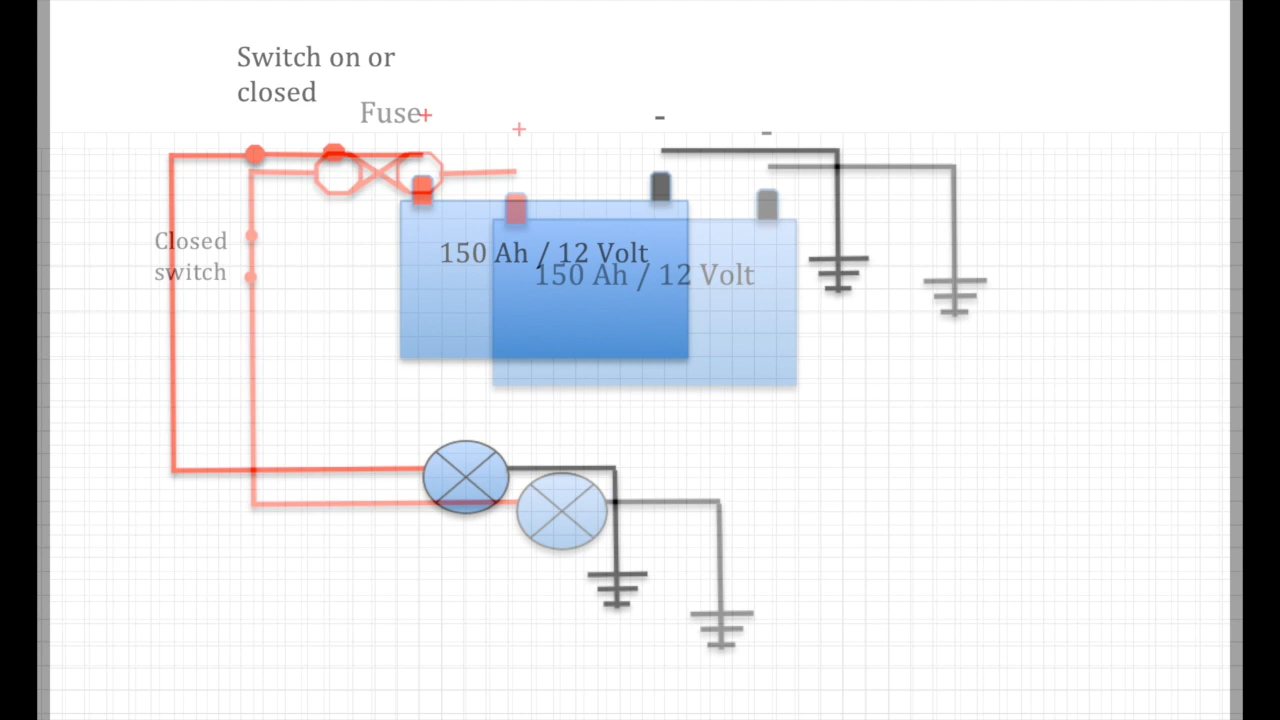 Switch on or
closed
Fuse
+
+
-
-
Closed
switch
150 Ah / 12 Volt
150 Ah / 12 Volt